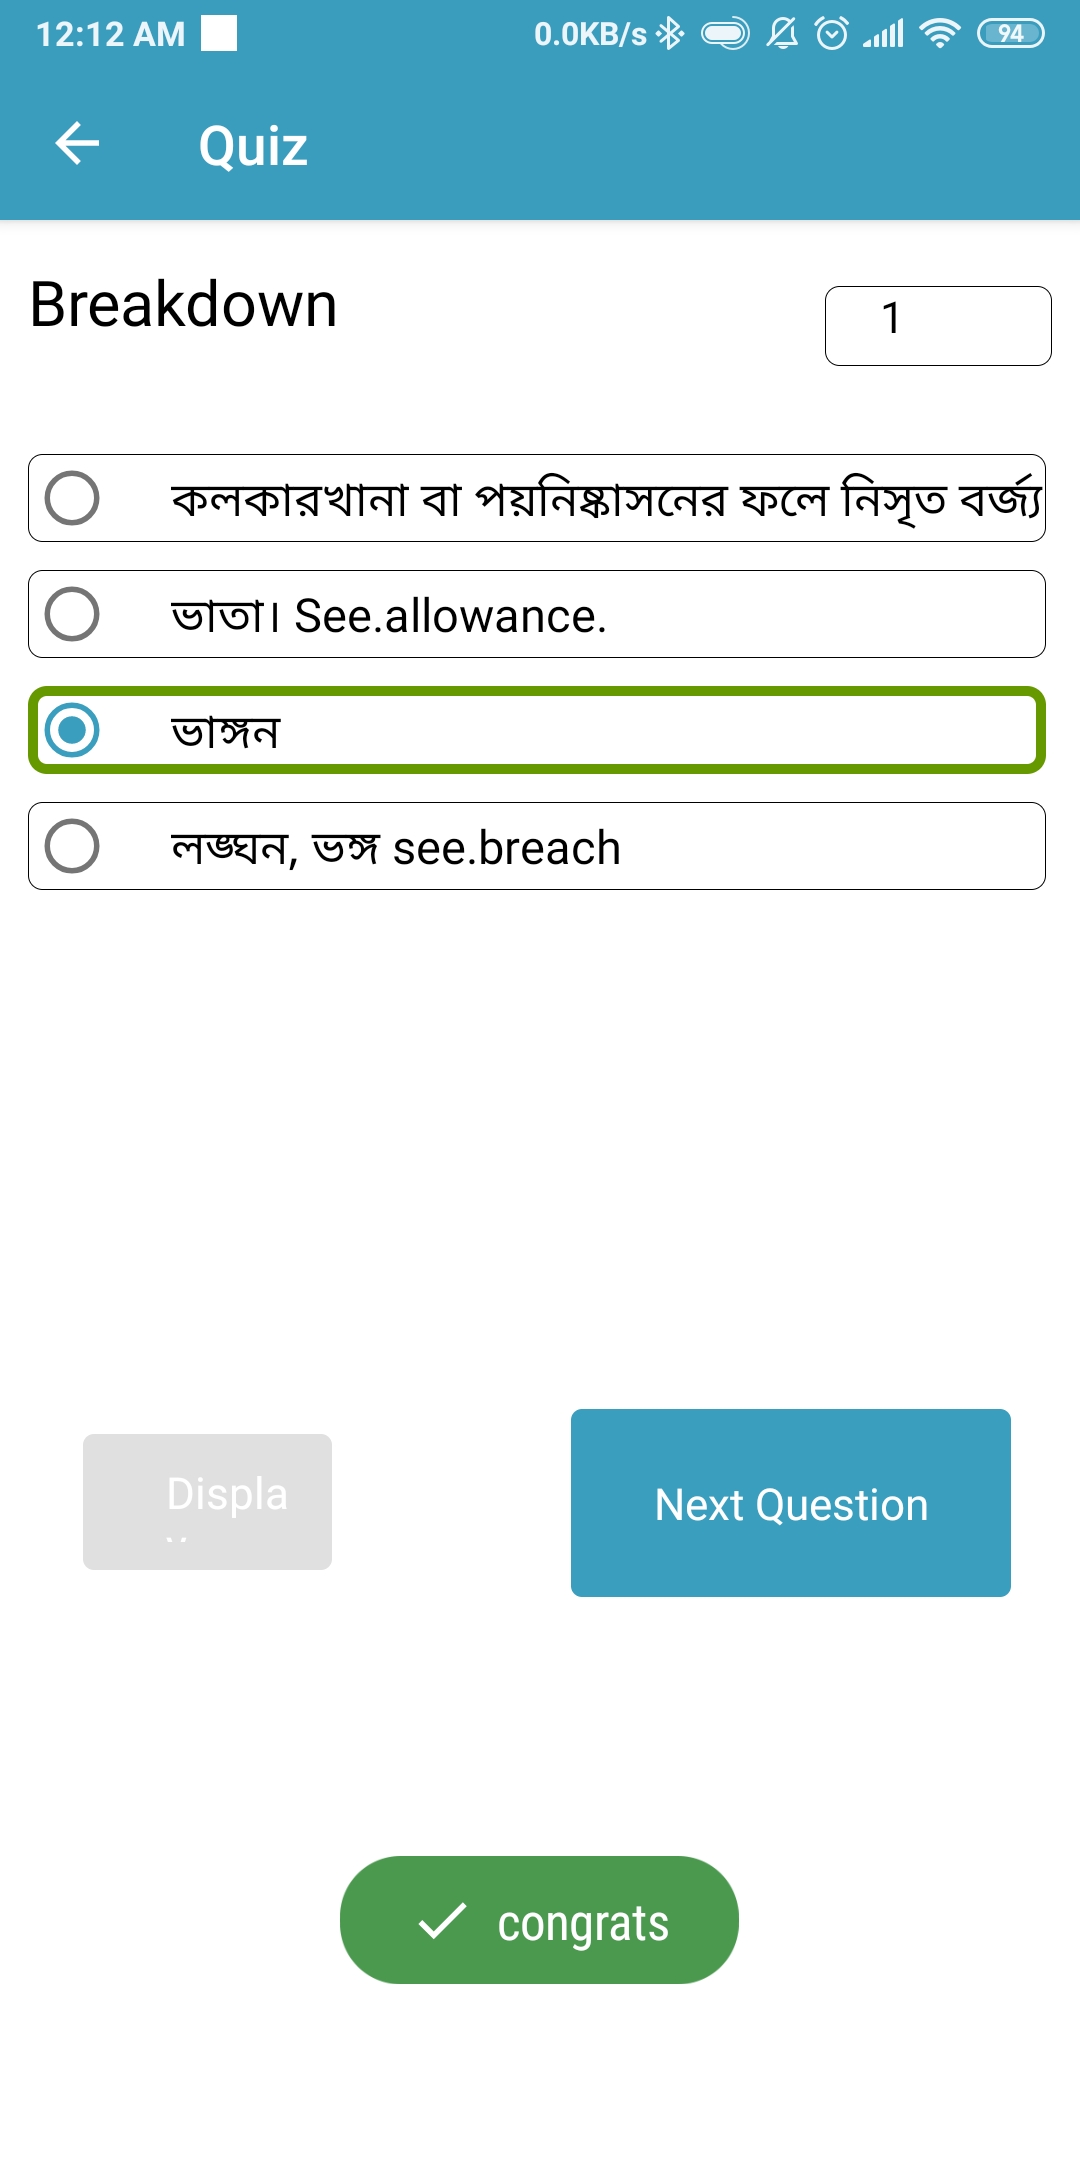 12:12 AM 0.0KB/s 94
Quiz
Breakdown
1
কলকারখানা বা পয়নিষ্কাসনের ফলে নিসৃত বর্জ্য
ভাতা। See.allowance.
ভাঙ্গন
লঙ্ঘন, ভঙ্গ see.breach
Displa
Next Question
congrats